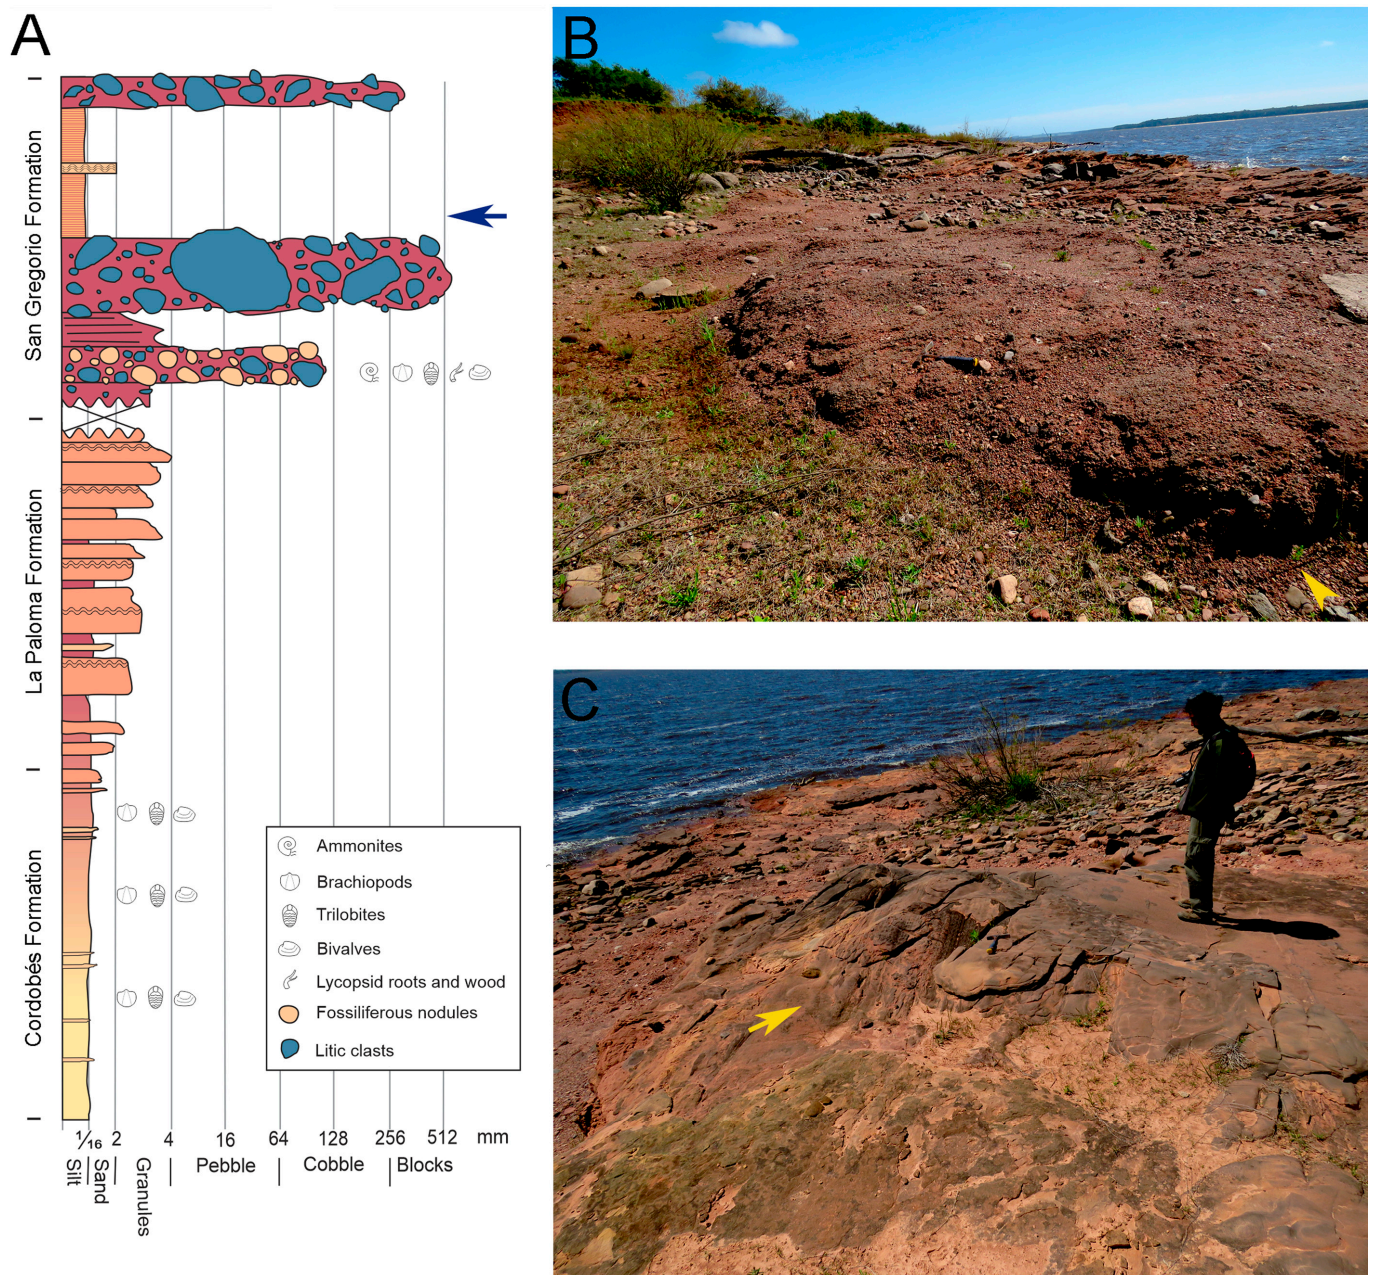 A
San Gregorio Formation
La Paloma Formation
Cordobés Formation
Ammonites
Brachiopods
Trilobites
Bivalves
Lycopsid roots and wood
Fossiliferous nodules
Litic clasts
1/16 2 4 16 64 128 256 512 mm
Silt Sand Granules Pebble Cobble Blocks
B
C